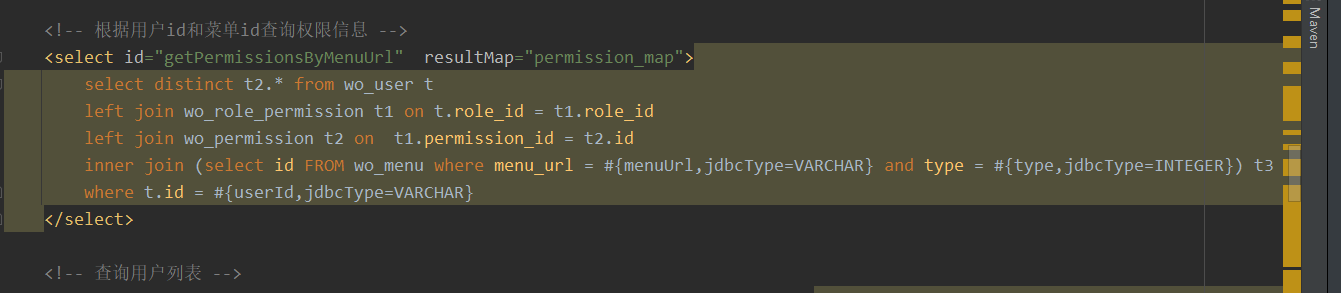 <!-- 根据用户id和菜单id查询权限信息 -->
<select id="getPermissionsByMenuUrl"  resultMap="permission_map">
    select distinct t2.* from wo_user t
    left join wo_role_permission t1 on t.role_id = t1.role_id
    left join wo_permission t2 on  t1.permission_id = t2.id
    inner join (select id FROM wo_menu where menu_url = #{menuUrl,jdbcType=VARCHAR} and type = #{type,jdbcType=INTEGER}) t3
    where t.id = #{userId,jdbcType=VARCHAR}
</select>
<!-- 查询用户列表 -->
Maven